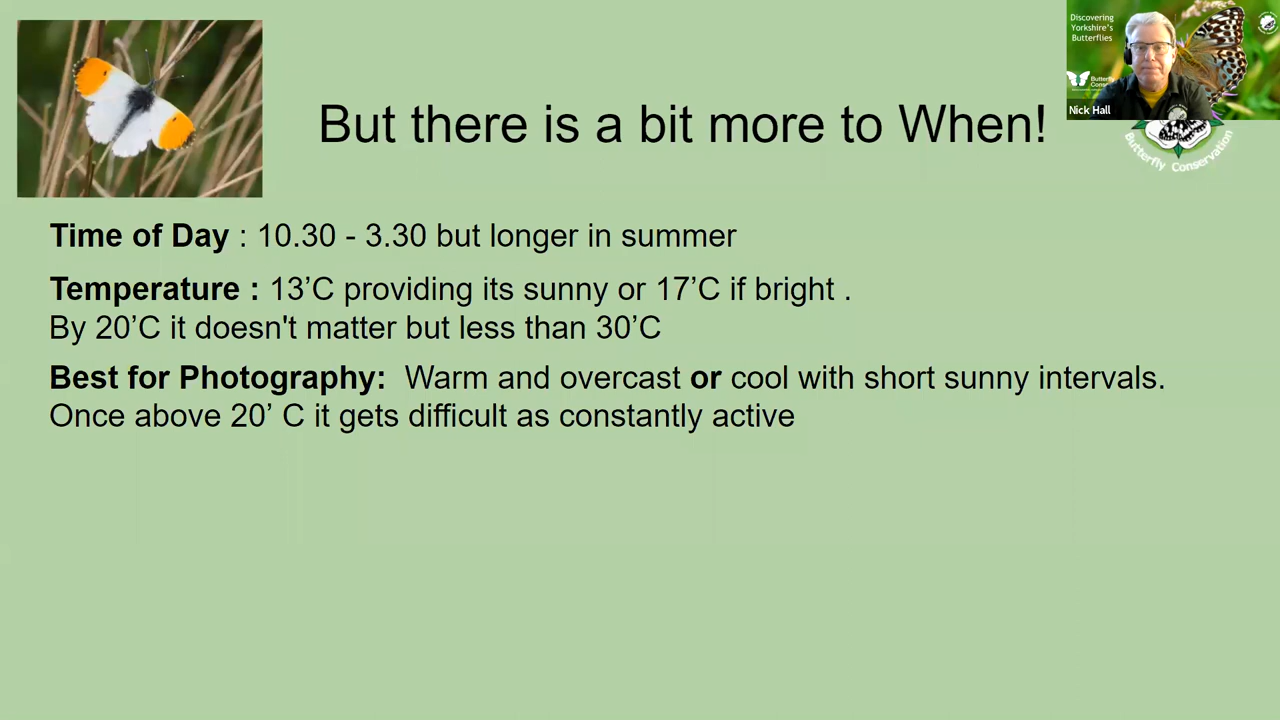 Discovering
Yorkshire's
Butterflies
Butterfly
Nick Hall
Butterfly Conservation
But there is a bit more to When!
Time of Day : 10.30 - 3.30 but longer in summer
Temperature : 13’C providing its sunny or 17’C if bright .
By 20’C it doesn't matter but less than 30’C
Best for Photography: Warm and overcast or cool with short sunny intervals.
Once above 20’ C it gets difficult as constantly active